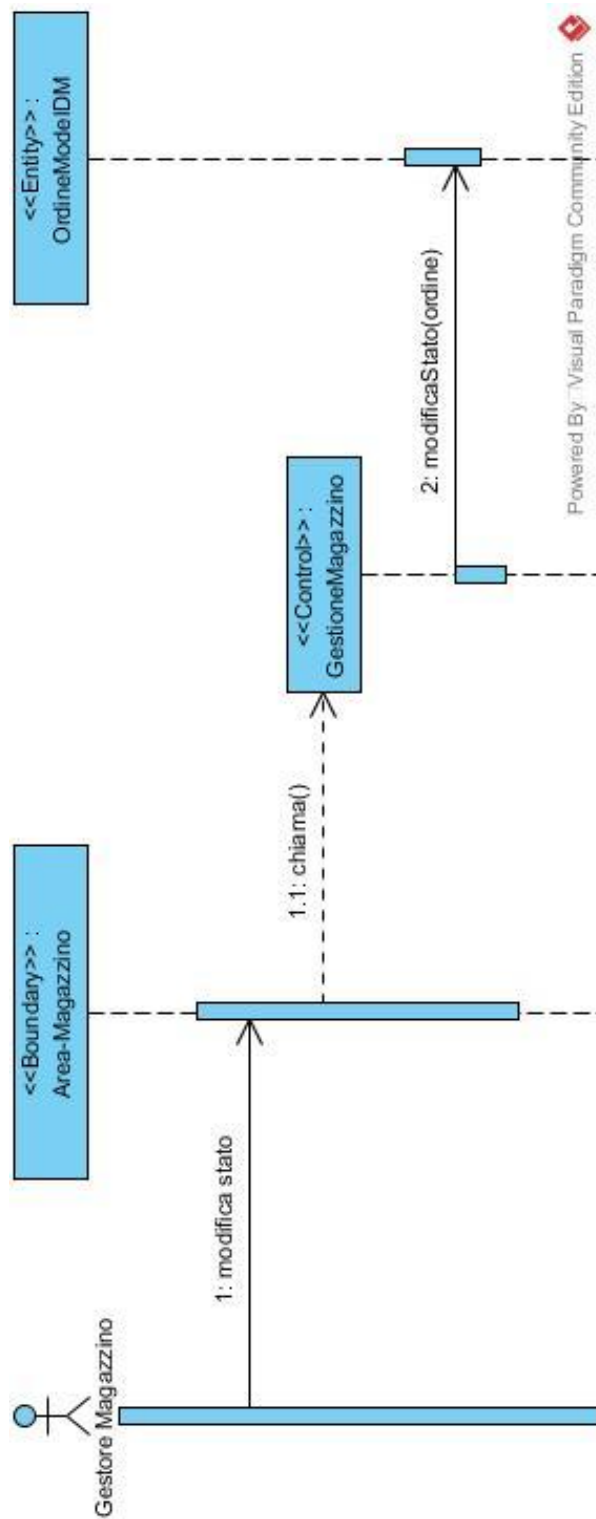 Gestore Magazzino
<<Boundary>> :
Area-Magazzino
<<Control>> :
GestioneMagazzino
<<Entity>> :
OrdineModelDM
1: modifica stato
1.1: chiama()
2: modificaStato(ordine)
Powered By Visual Paradigm Community Edition